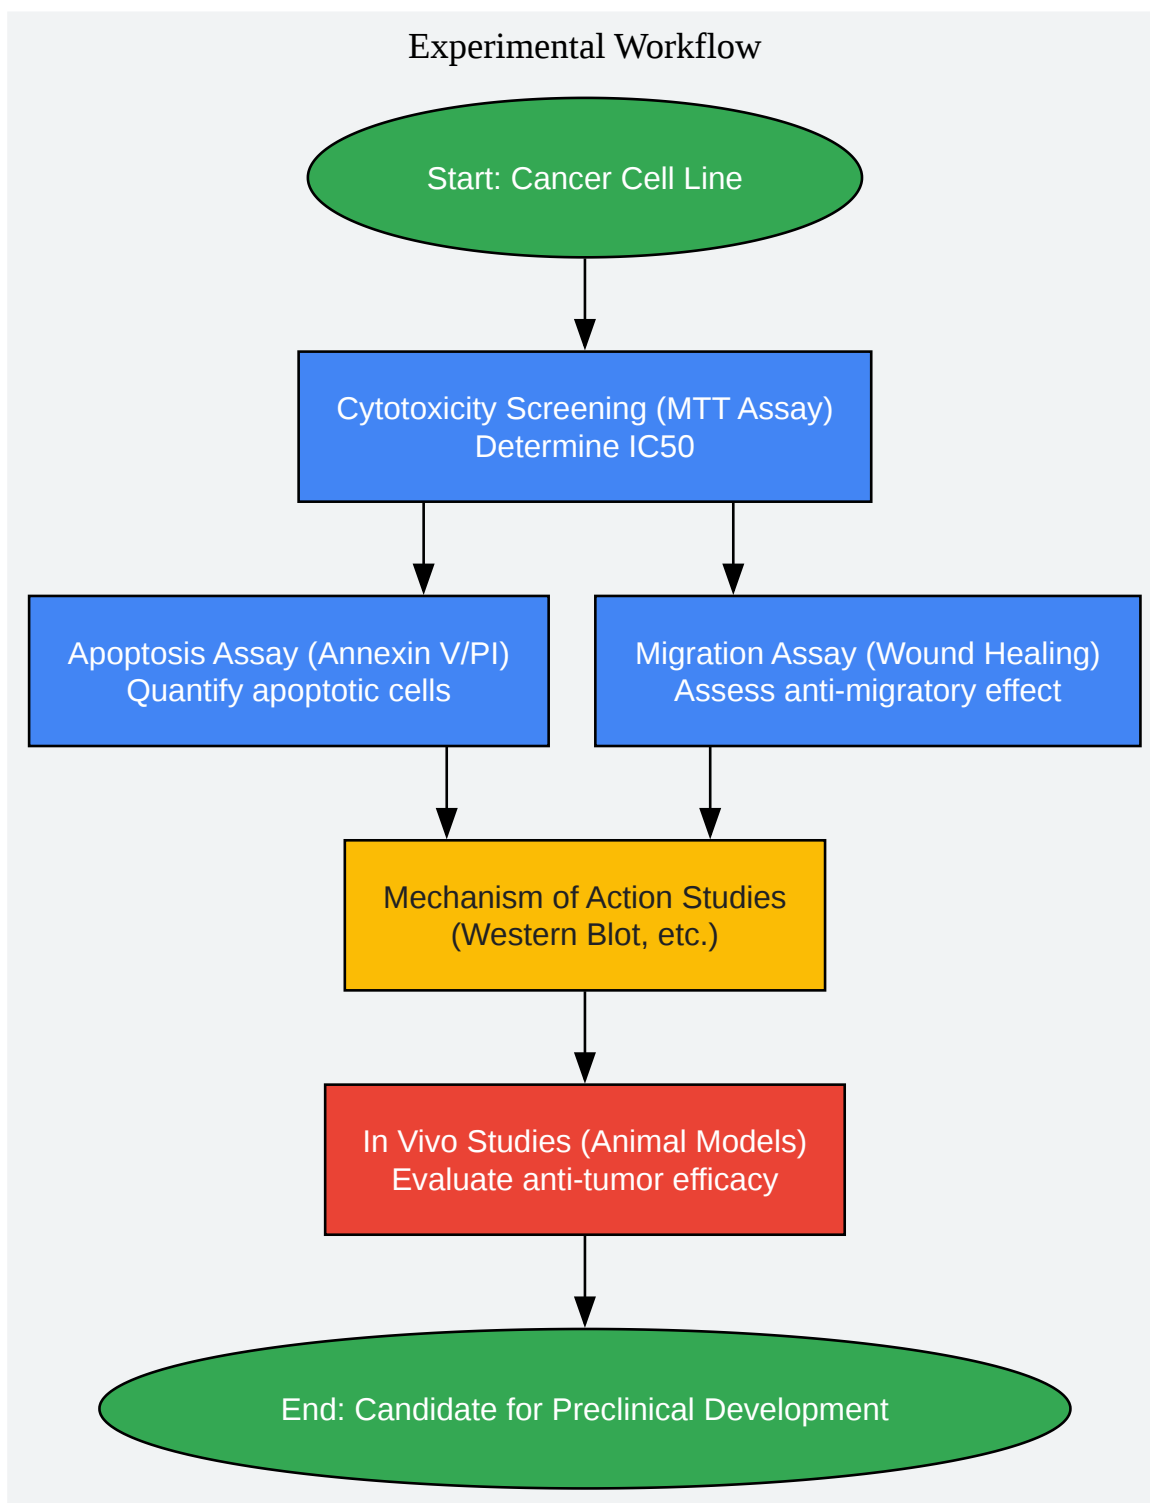 Experimental Workflow
Start: Cancer Cell Line
Cytotoxicity Screening (MTT Assay)
Determine IC50
Apoptosis Assay (Annexin V/PI)
Quantify apoptotic cells
Migration Assay (Wound Healing)
Assess anti-migratory effect
Mechanism of Action Studies
(Western Blot, etc.)
In Vivo Studies (Animal Models)
Evaluate anti-tumor efficacy
End: Candidate for Preclinical Development